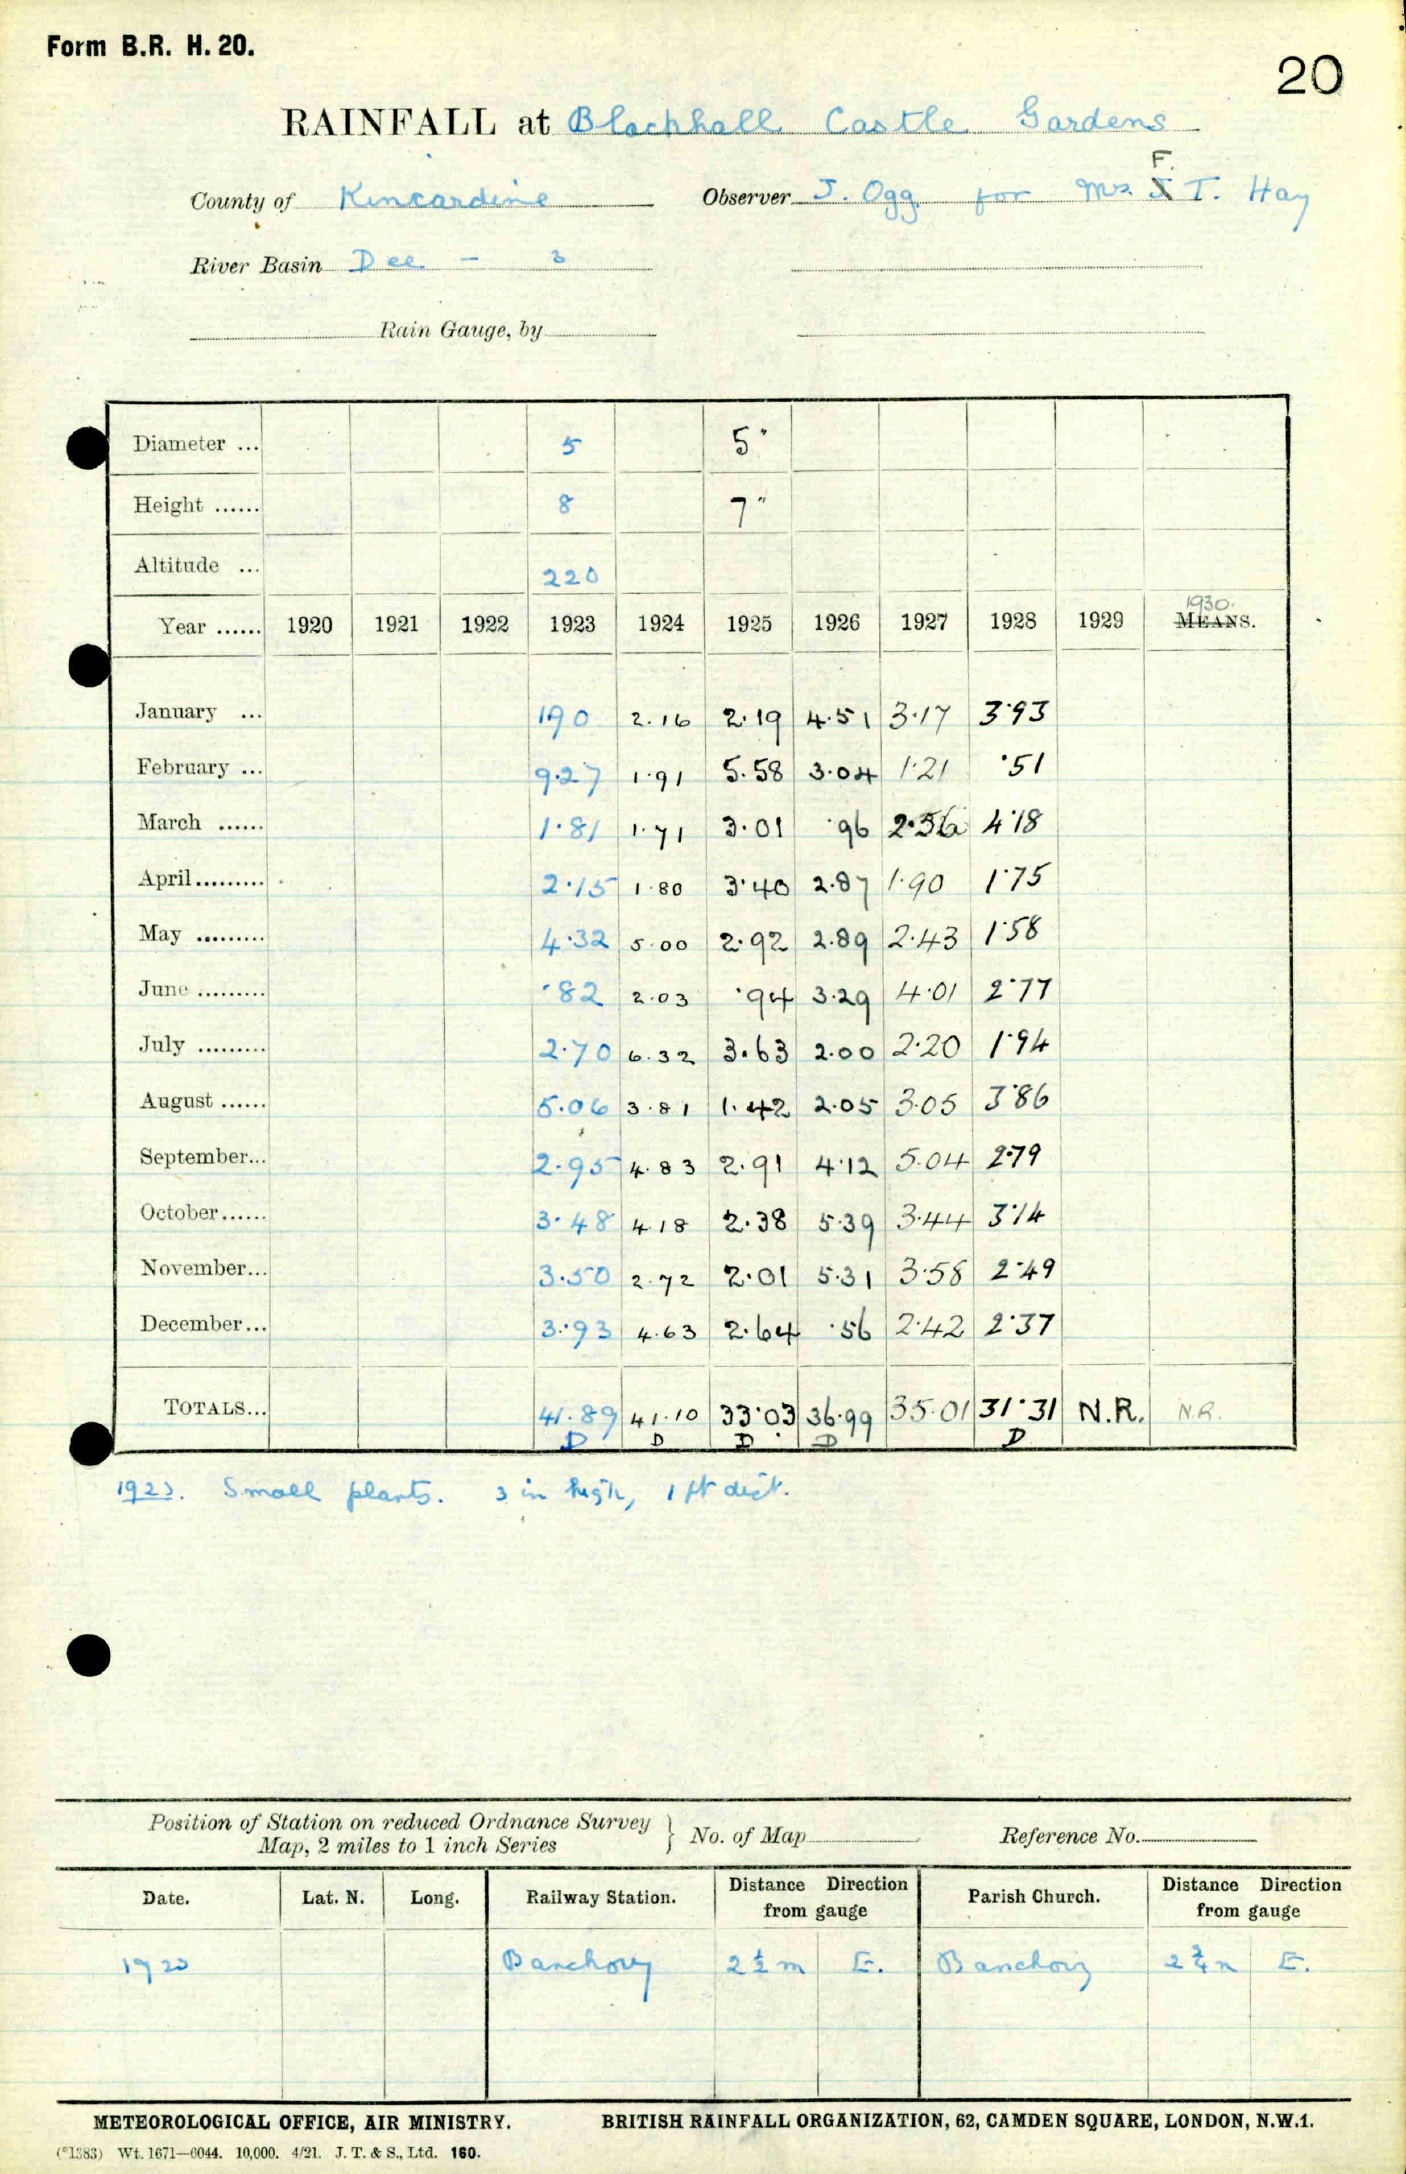 Form B.R. H. 20.
20
RAINFALL at Blackhall Castle Gardens
F.
County of Kincardine Observer J. Ogg for Mr. J T. Hay
River Basin Dee - 3
Rain Gauge, by
Diameter ... 5 5"
Height ...... 8 7"
Altitude ... 220
1930.
Year ...... 1920 1921 1922 1923 1924 1925 1926 1927 1928 1929 MEANS.
January ... 190 2.16 2.19 4.51 3.17 3.93
February ... 9.27 1.91 5.58 3.04 1.21 .51
March ...... 1.81 1.71 3.01 .96 2.56 4.18
April......... 2.15 1.80 3.40 2.87 1.90 1.75
May ......... 4.32 5.00 2.92 2.89 2.43 1.58
June ......... .82 2.03 .94 3.29 4.01 2.77
July ......... 2.70 6.32 3.63 2.00 2.20 1.94
August ...... 5.06 3.81 1.42 2.05 3.05 3.86
September... 2.95 4.83 2.91 4.12 5.04 2.79
October...... 3.48 4.18 2.38 5.39 3.44 3.14
November... 3.50 2.72 2.01 5.31 3.58 2.49
December... 3.93 4.63 2.64 .56 2.42 2.37
TOTALS... 41.89 41.10 33.03 36.99 35.01 31.31 N.R. N.R.
D D D D D
1923. Small plants. 3 in high, 1 ft dist.
Position of Station on reduced Ordnance Survey
Map, 2 miles to 1 inch Series } No. of Map Reference No.
Date. Lat. N. Long. Railway Station. Distance Direction from gauge Parish Church. Distance Direction from gauge
1923 Banchory 2 1/2 m E. Banchory 2 3/4 m E.
METEOROLOGICAL OFFICE, AIR MINISTRY. BRITISH RAINFALL ORGANIZATION, 62, CAMDEN SQUARE, LONDON, N.W.1.
(*1383) Wt. 1671—6044. 10,000. 4/21. J. T. & S., Ltd. 160.